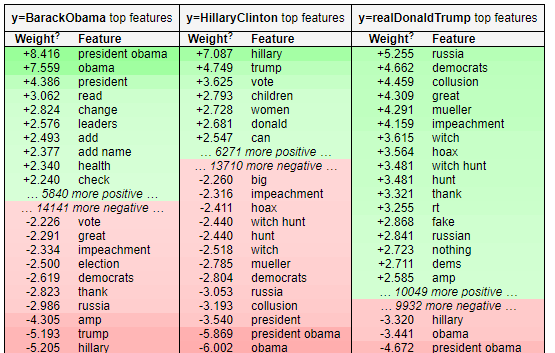 y=BarackObama top features
Weight? Feature
+8.416 president obama
+7.559 obama
+4.386 president
+3.062 read
+2.824 change
+2.576 leaders
+2.493 add
+2.377 add name
+2.340 health
+2.240 check
… 5840 more positive …
… 14141 more negative …
-2.226 vote
-2.291 great
-2.334 impeachment
-2.500 election
-2.619 democrats
-2.823 thank
-2.986 russia
-4.305 amp
-5.193 trump
-5.205 hillary
y=HillaryClinton top features
Weight? Feature
+7.087 hillary
+4.749 trump
+3.625 vote
+2.793 children
+2.728 women
+2.681 donald
+2.547 can
… 6271 more positive …
… 13710 more negative …
-2.260 big
-2.316 impeachment
-2.411 hoax
-2.440 witch hunt
-2.440 hunt
-2.518 witch
-2.785 mueller
-2.804 democrats
-3.053 russia
-3.193 collusion
-3.540 president
-5.869 president obama
-6.002 obama
y=realDonaldTrump top features
Weight? Feature
+5.255 russia
+4.662 democrats
+4.459 collusion
+4.309 great
+4.291 mueller
+4.159 impeachment
+3.615 witch
+3.564 hoax
+3.481 witch hunt
+3.481 hunt
+3.321 thank
+3.255 rt
+2.868 fake
+2.841 russian
+2.723 nothing
+2.711 dems
+2.585 amp
… 10049 more positive …
… 9932 more negative …
-3.320 hillary
-3.441 obama
-4.672 president obama